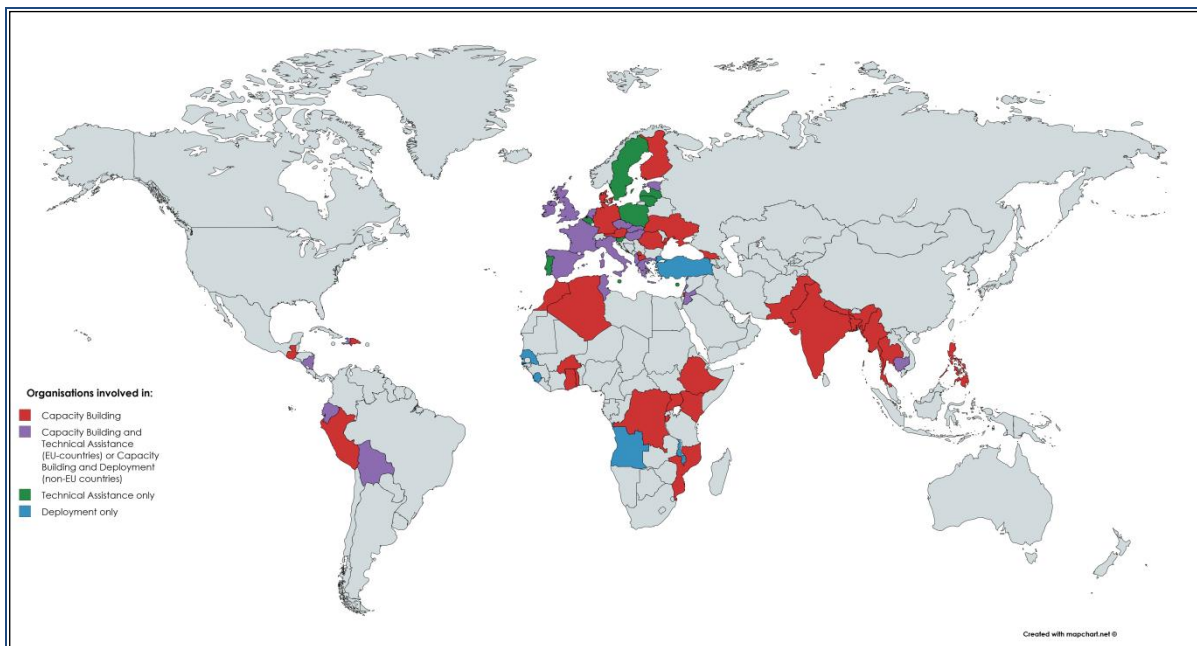 Organisations involved in:
Capacity Building
Capacity Building and
Technical Assistance
(EU-countries) or Capacity
Building and Deployment
(non-EU countries)
Technical Assistance only
Deployment only
Created with mapchart.net ©